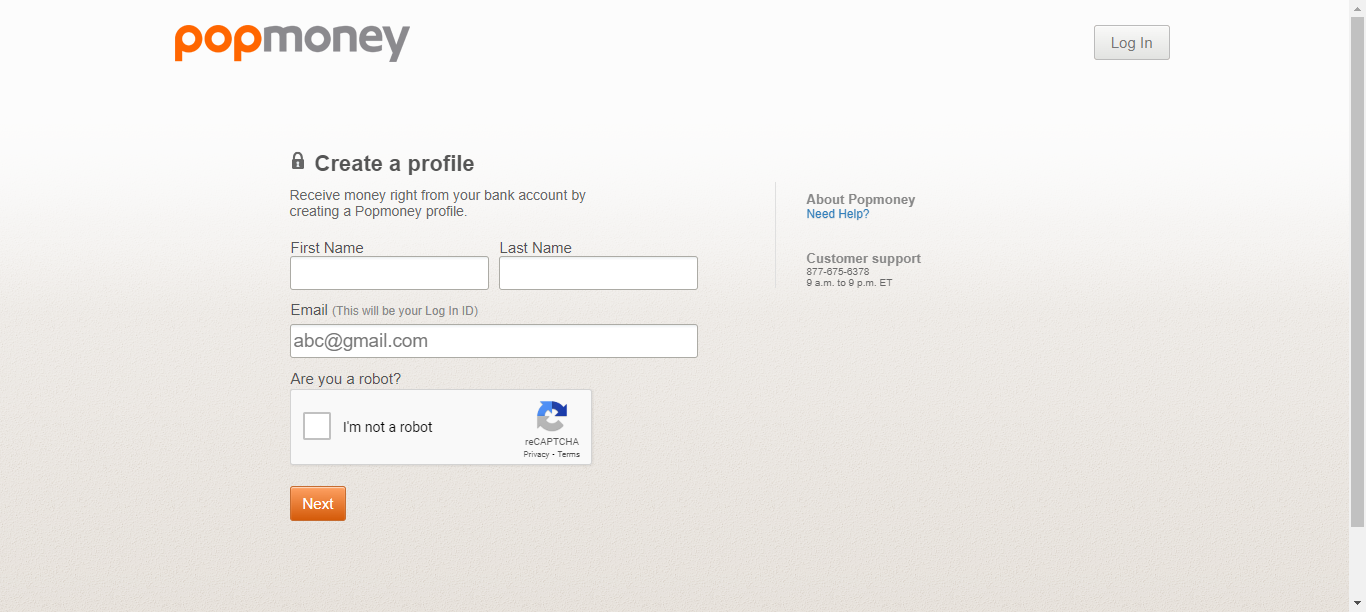 popmoney
Log In
Create a profile
Receive money right from your bank account by
creating a Popmoney profile.
About Popmoney
Need Help?
First Name Last Name
Customer support
877-675-6378
9 a.m. to 9 p.m. ET
Email (This will be your Log In ID)
abc@gmail.com
Are you a robot?
I'm not a robot
reCAPTCHA
Privacy - Terms
Next